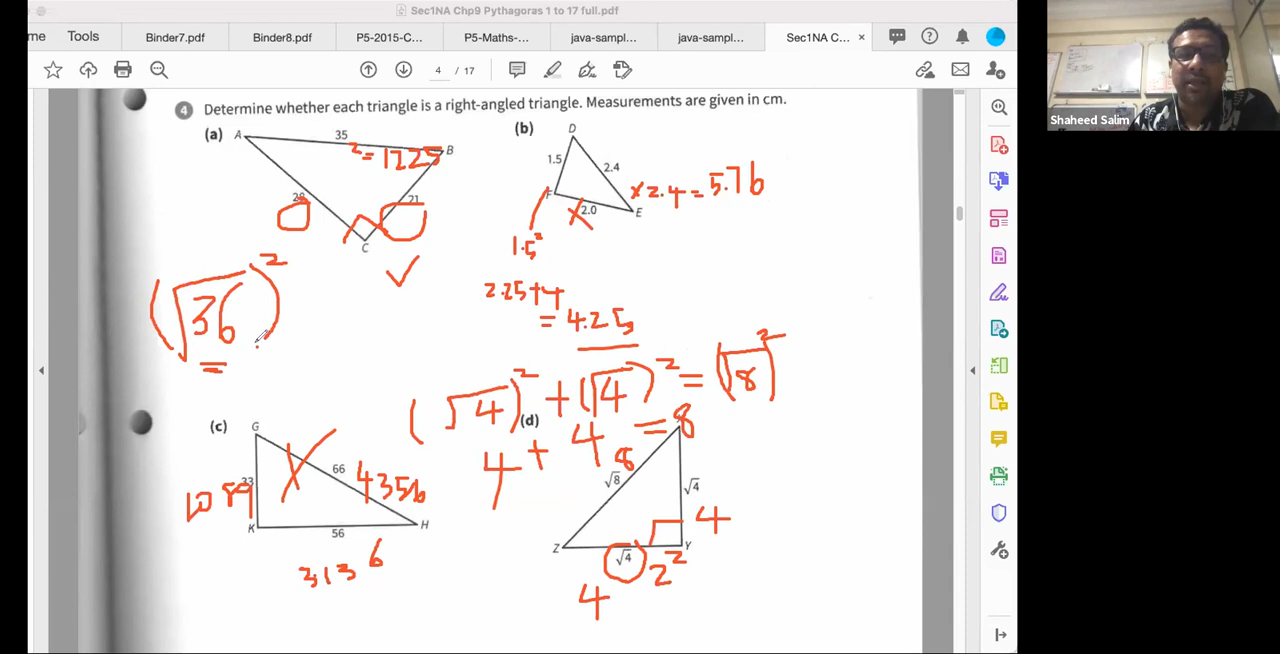 Sec1NA Chp9 Pythagoras 1 to 17 full.pdf
me Tools Binder7.pdf Binder8.pdf P5-2015-C... P5-Maths-... java-sampl... java-sampl... Sec1NA C... ×
4 / 17
Shaheed Salim
4 Determine whether each triangle is a right-angled triangle. Measurements are given in cm.
(a) A 35 B
² = 1225
21
C
✓
(b) D
1.5 2.4
F 2.0 E
×2.4 = 5.76
1.5²
2.25+4
= 4.25
(√36)²
(√4)² + (√4)² = (√8)²
4 + 4 = 8
(c) G
33 66
K 56 H
1089
4356
3136
(d)
√8 √4
Z √4 Y
8
4
2²
4